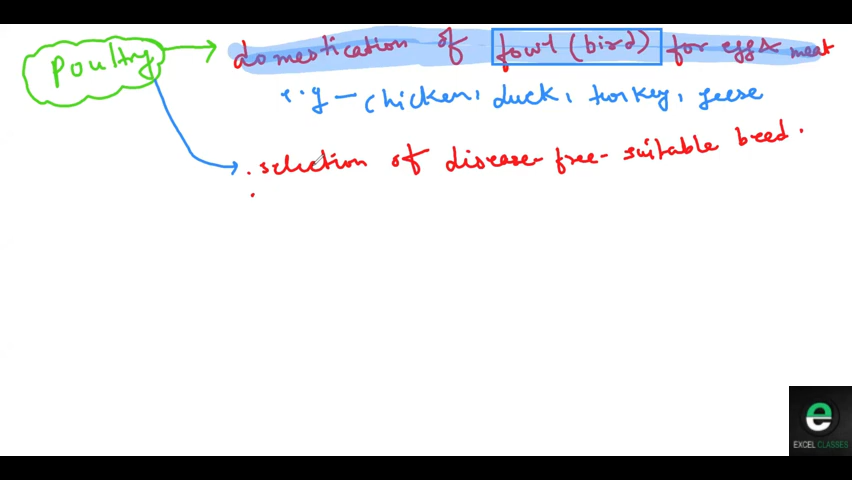 Poultry
domestication of fowl (bird) for eggs meat
e.g - chicken, duck, turkey, geese
. selection of disease-free- suitable breed.
.
e
EXCEL CLASSES